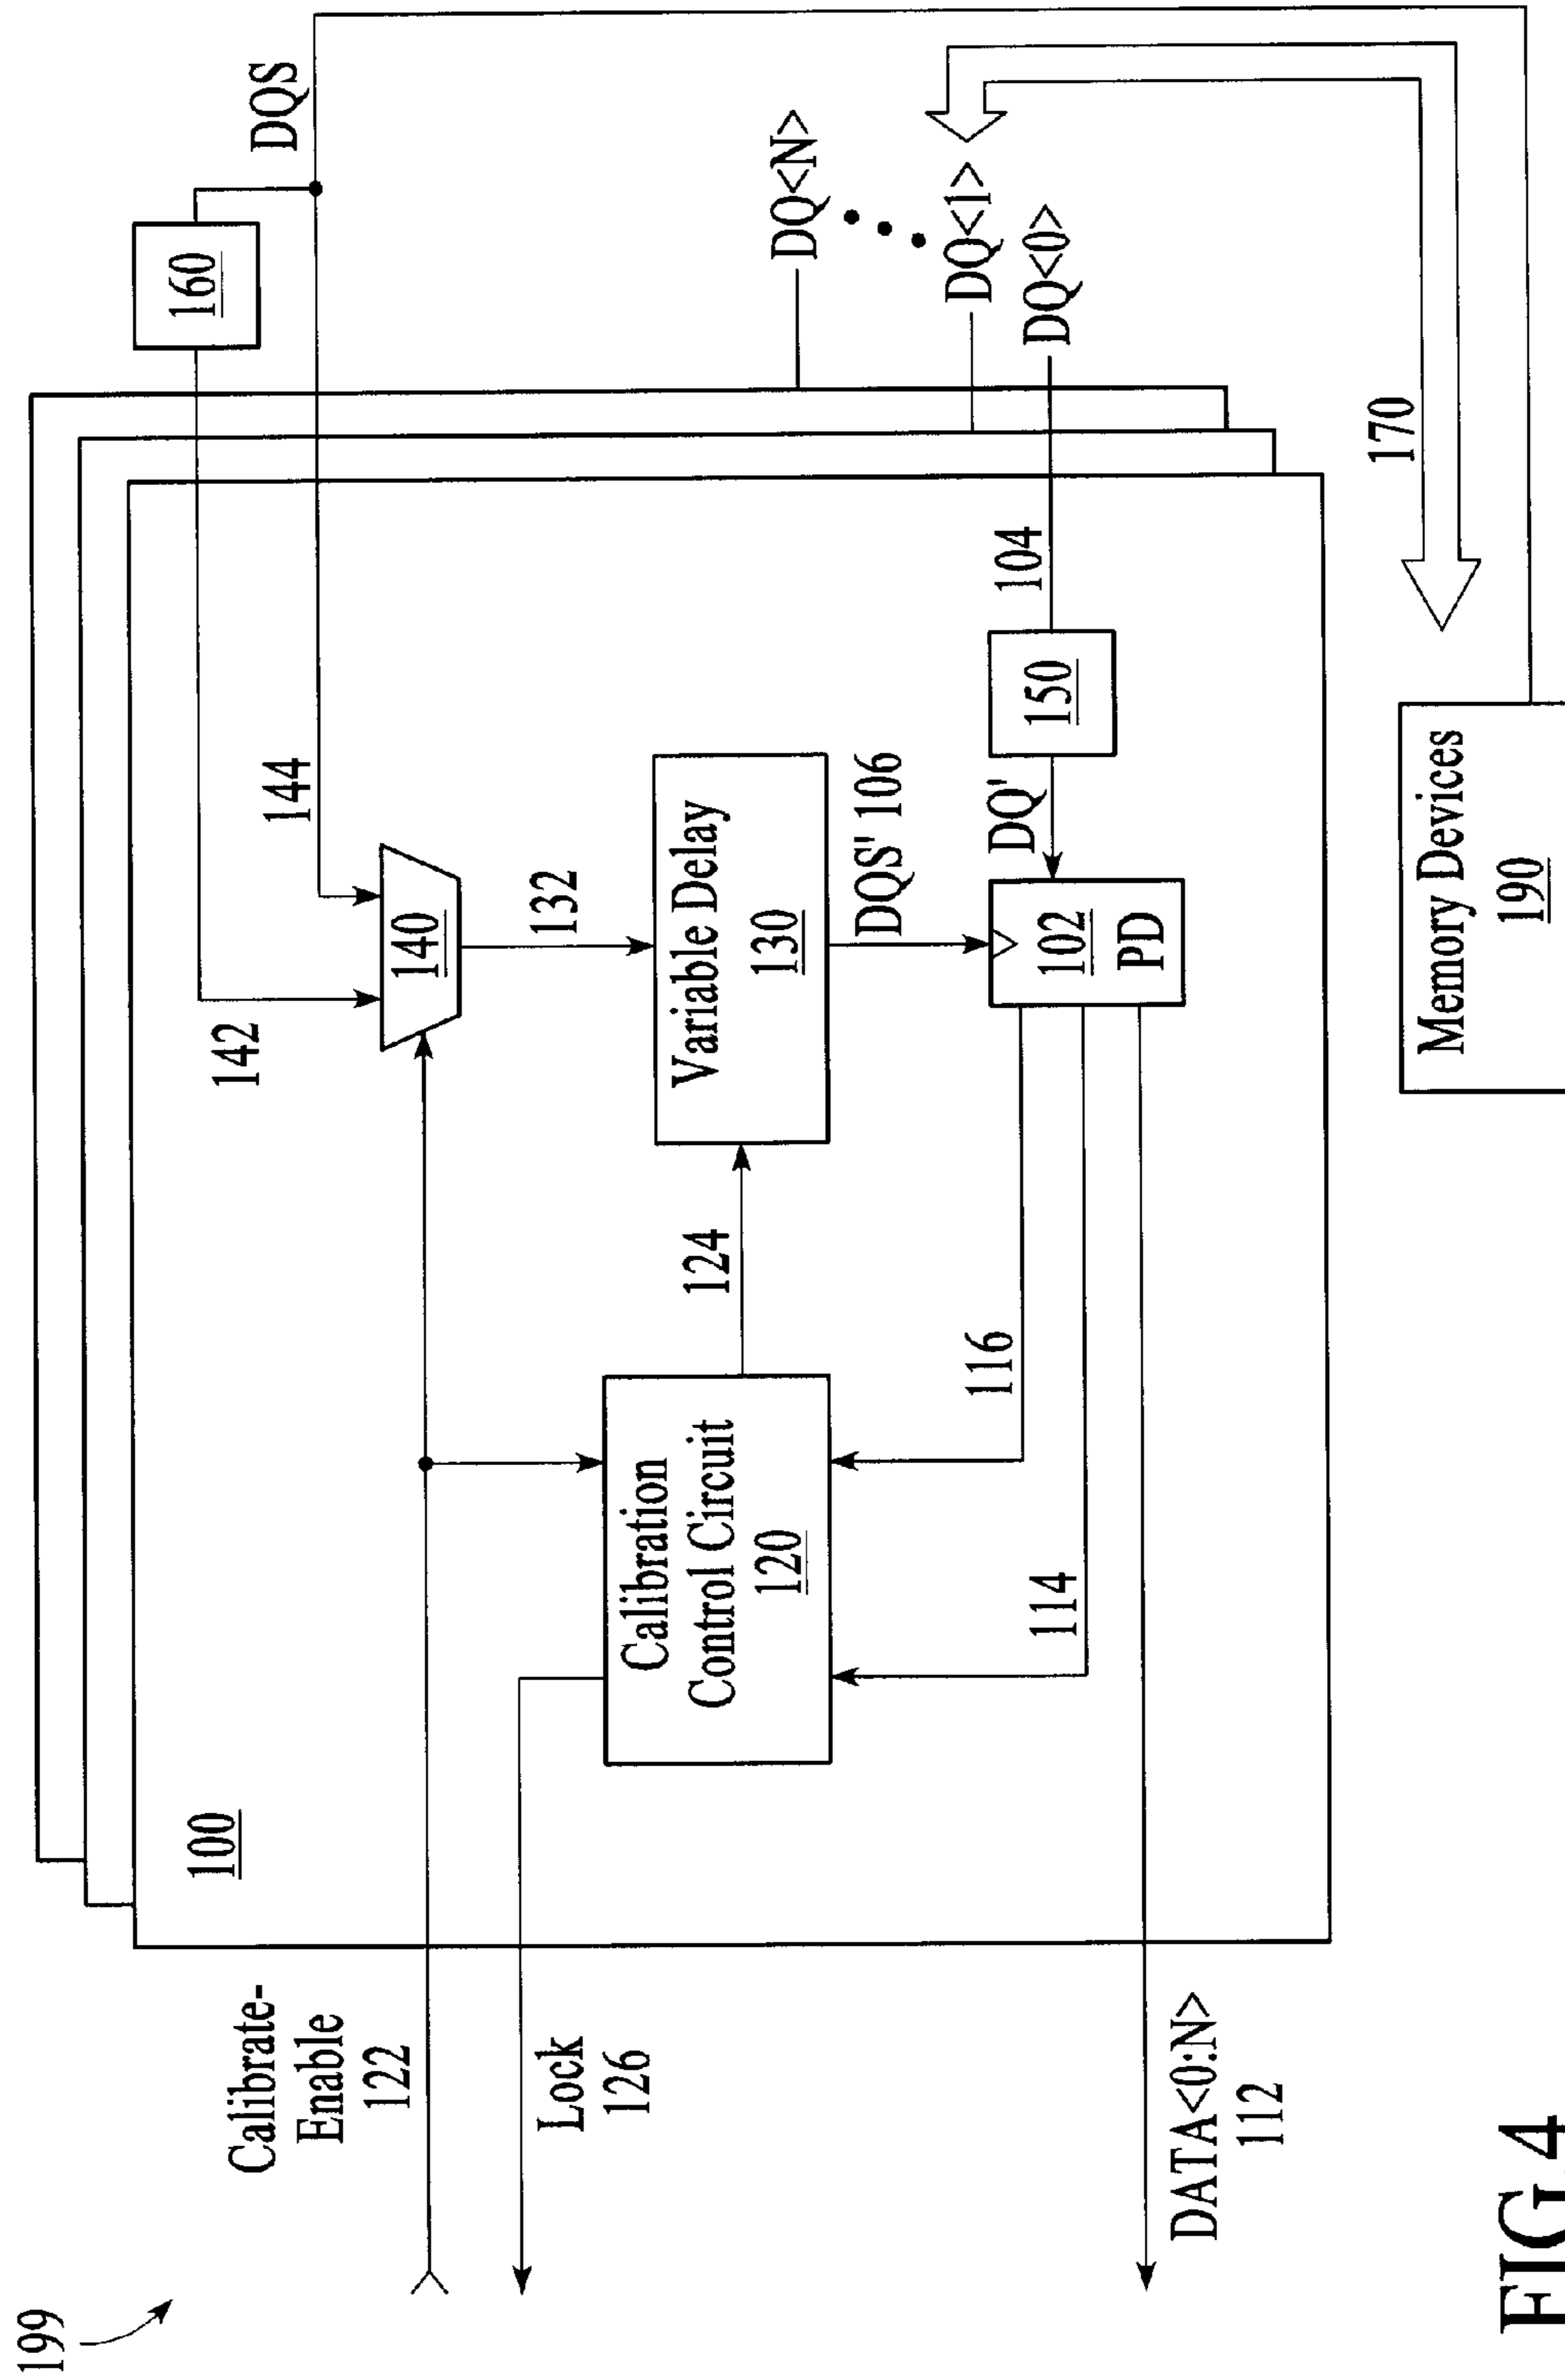 199
Calibrate-
Enable
122
Lock
126
DATA<0:N>
112
100
142
144
140
132
Variable Delay
130
124
DQS' 106
Calibration
Control Circuit
120
116
114
102
PD
DQ'
150
104
160
DQS
DQ<N>
DQ<1>
DQ<0>
170
Memory Devices
190
FIG.4